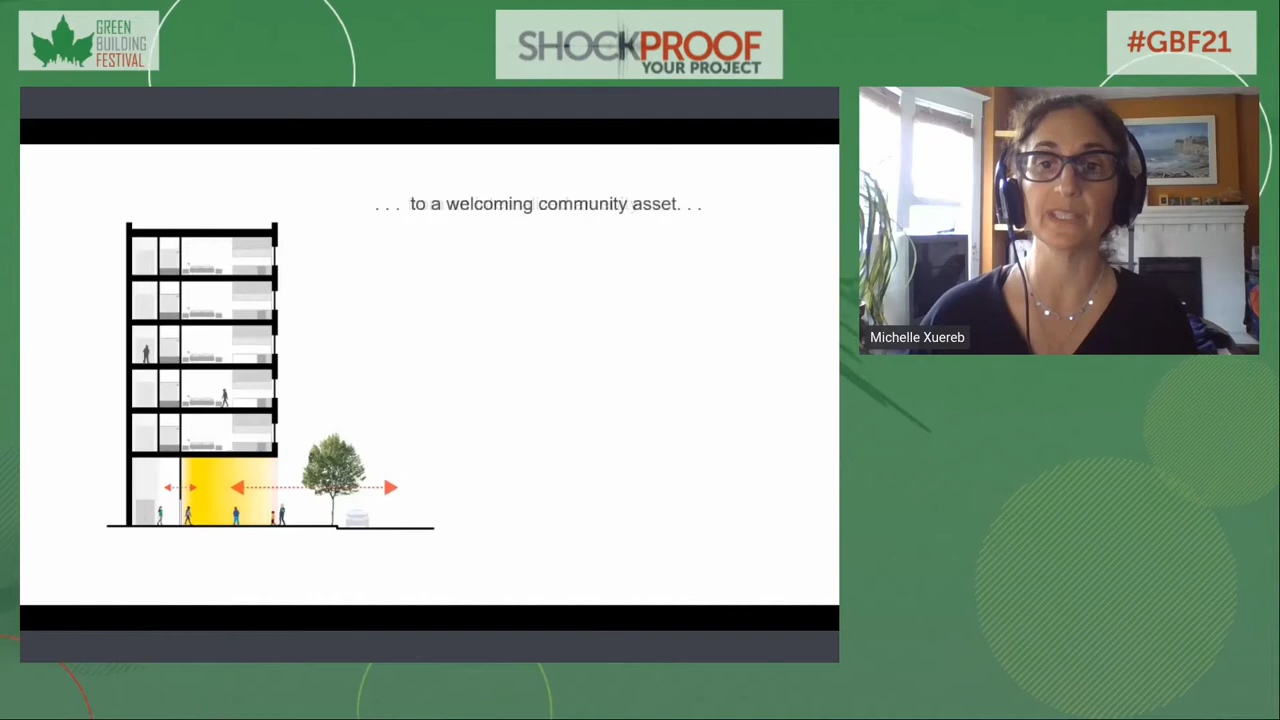 GREEN
BUILDING
FESTIVAL
SHOCKPROOF
YOUR PROJECT
#GBF21
. . . to a welcoming community asset. . .
Michelle Xuereb